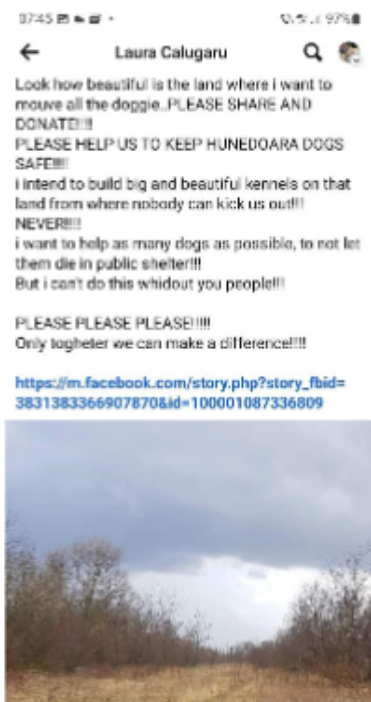 07:45
97%
Laura Calugaru
Look how beautiful is the land where i want to
mouve all the doggie..PLEASE SHARE AND
DONATE!!!!
PLEASE HELP US TO KEEP HUNEDOARA DOGS
SAFE!!!!!
i intend to build big and beautiful kennels on that
land from where nobody can kick us out!!!
NEVER!!!!!
i want to help as many dogs as possible, to not let
them die in public shelter!!!
But i can't do this whidout you people!!!
PLEASE PLEASE PLEASE!!!!!
Only togheter we can make a difference!!!!
https://m.facebook.com/story.php?story_fbid=
3831383366907870&id=100001087336809